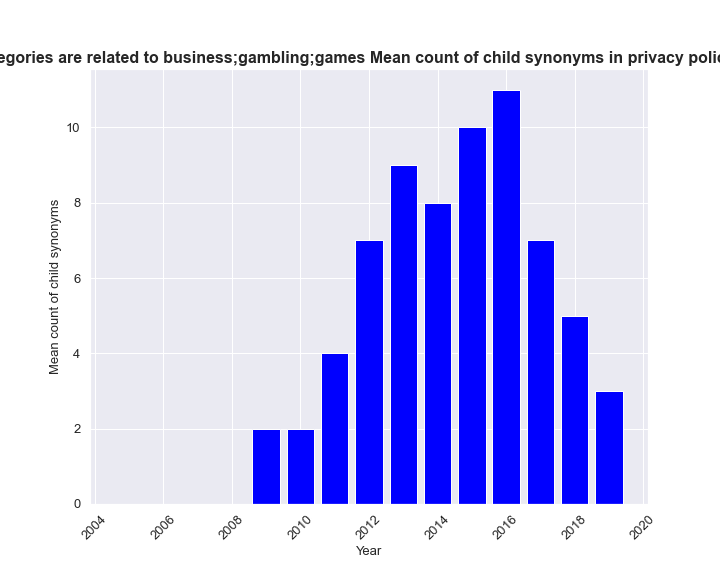 egories are related to business;gambling;games Mean count of child synonyms in privacy polic
Mean count of child synonyms
10
8
6
4
2
0
2004 2006 2008 2010 2012 2014 2016 2018 2020
Year